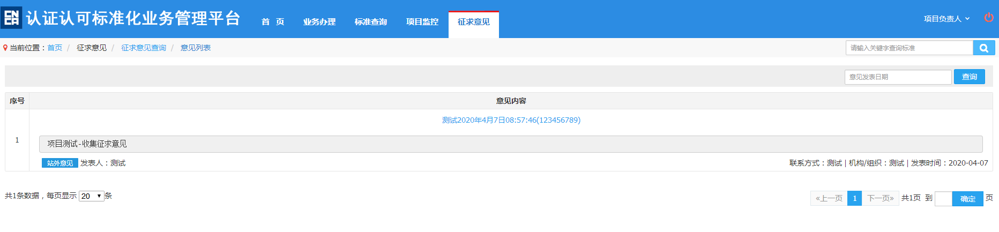 CNCA 认证认可标准化业务管理平台 首 页 业务办理 标准查询 项目监控 征求意见 项目负责人
当前位置：首页 / 征求意见 / 征求意见查询 / 意见列表 请输入关键字查询标准
意见发表日期 查询
序号 意见内容
测试2020年4月7日08:57:46(123456789)
1
项目测试-收集征求意见
站外意见 发表人：测试 联系方式：测试 | 机构/组织：测试 | 发表时间：2020-04-07
共1条数据，每页显示 20 条 «上一页 1 下一页» 共1页 到 确定 页